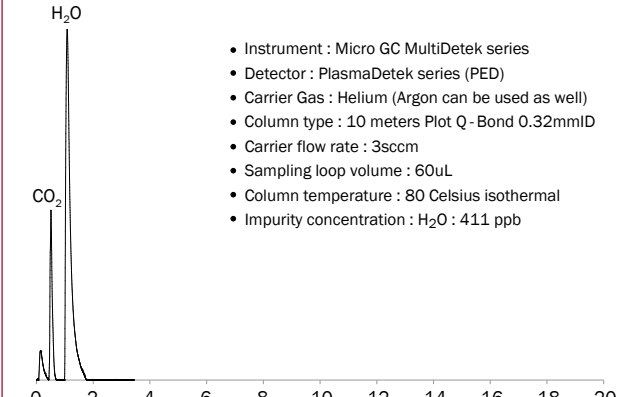 H₂O
• Instrument : Micro GC MultiDetek series
• Detector : PlasmaDetek series (PED)
• Carrier Gas : Helium (Argon can be used as well)
• Column type : 10 meters Plot Q-Bond 0.32mmID
• Carrier flow rate : 3sccm
• Sampling loop volume : 60uL
• Column temperature : 80 Celsius isothermal
• Impurity concentration : H₂O : 411 ppb
CO₂
0 2 4 6 8 10 12 14 16 18 20